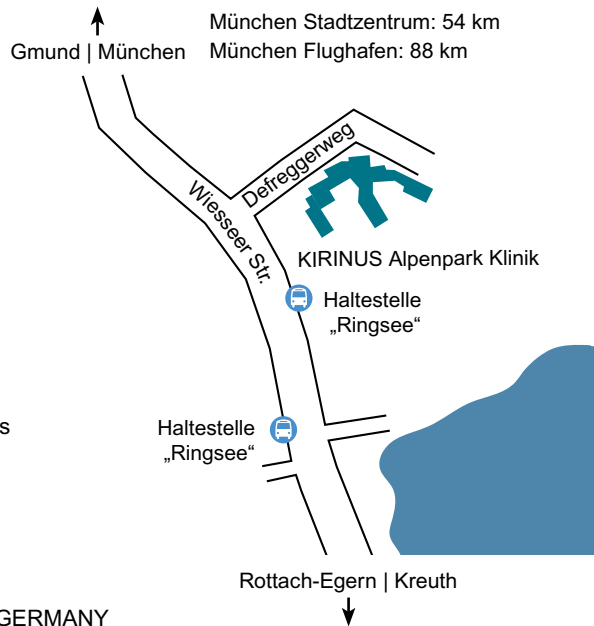 München Stadtzentrum: 54 km
Gmund | München
München Flughafen: 88 km
Defreggerweg
Wiesseer Str.
KIRINUS Alpenpark Klinik
Haltestelle
„Ringsee“
s
Haltestelle
„Ringsee“
Rottach-Egern | Kreuth
GERMANY